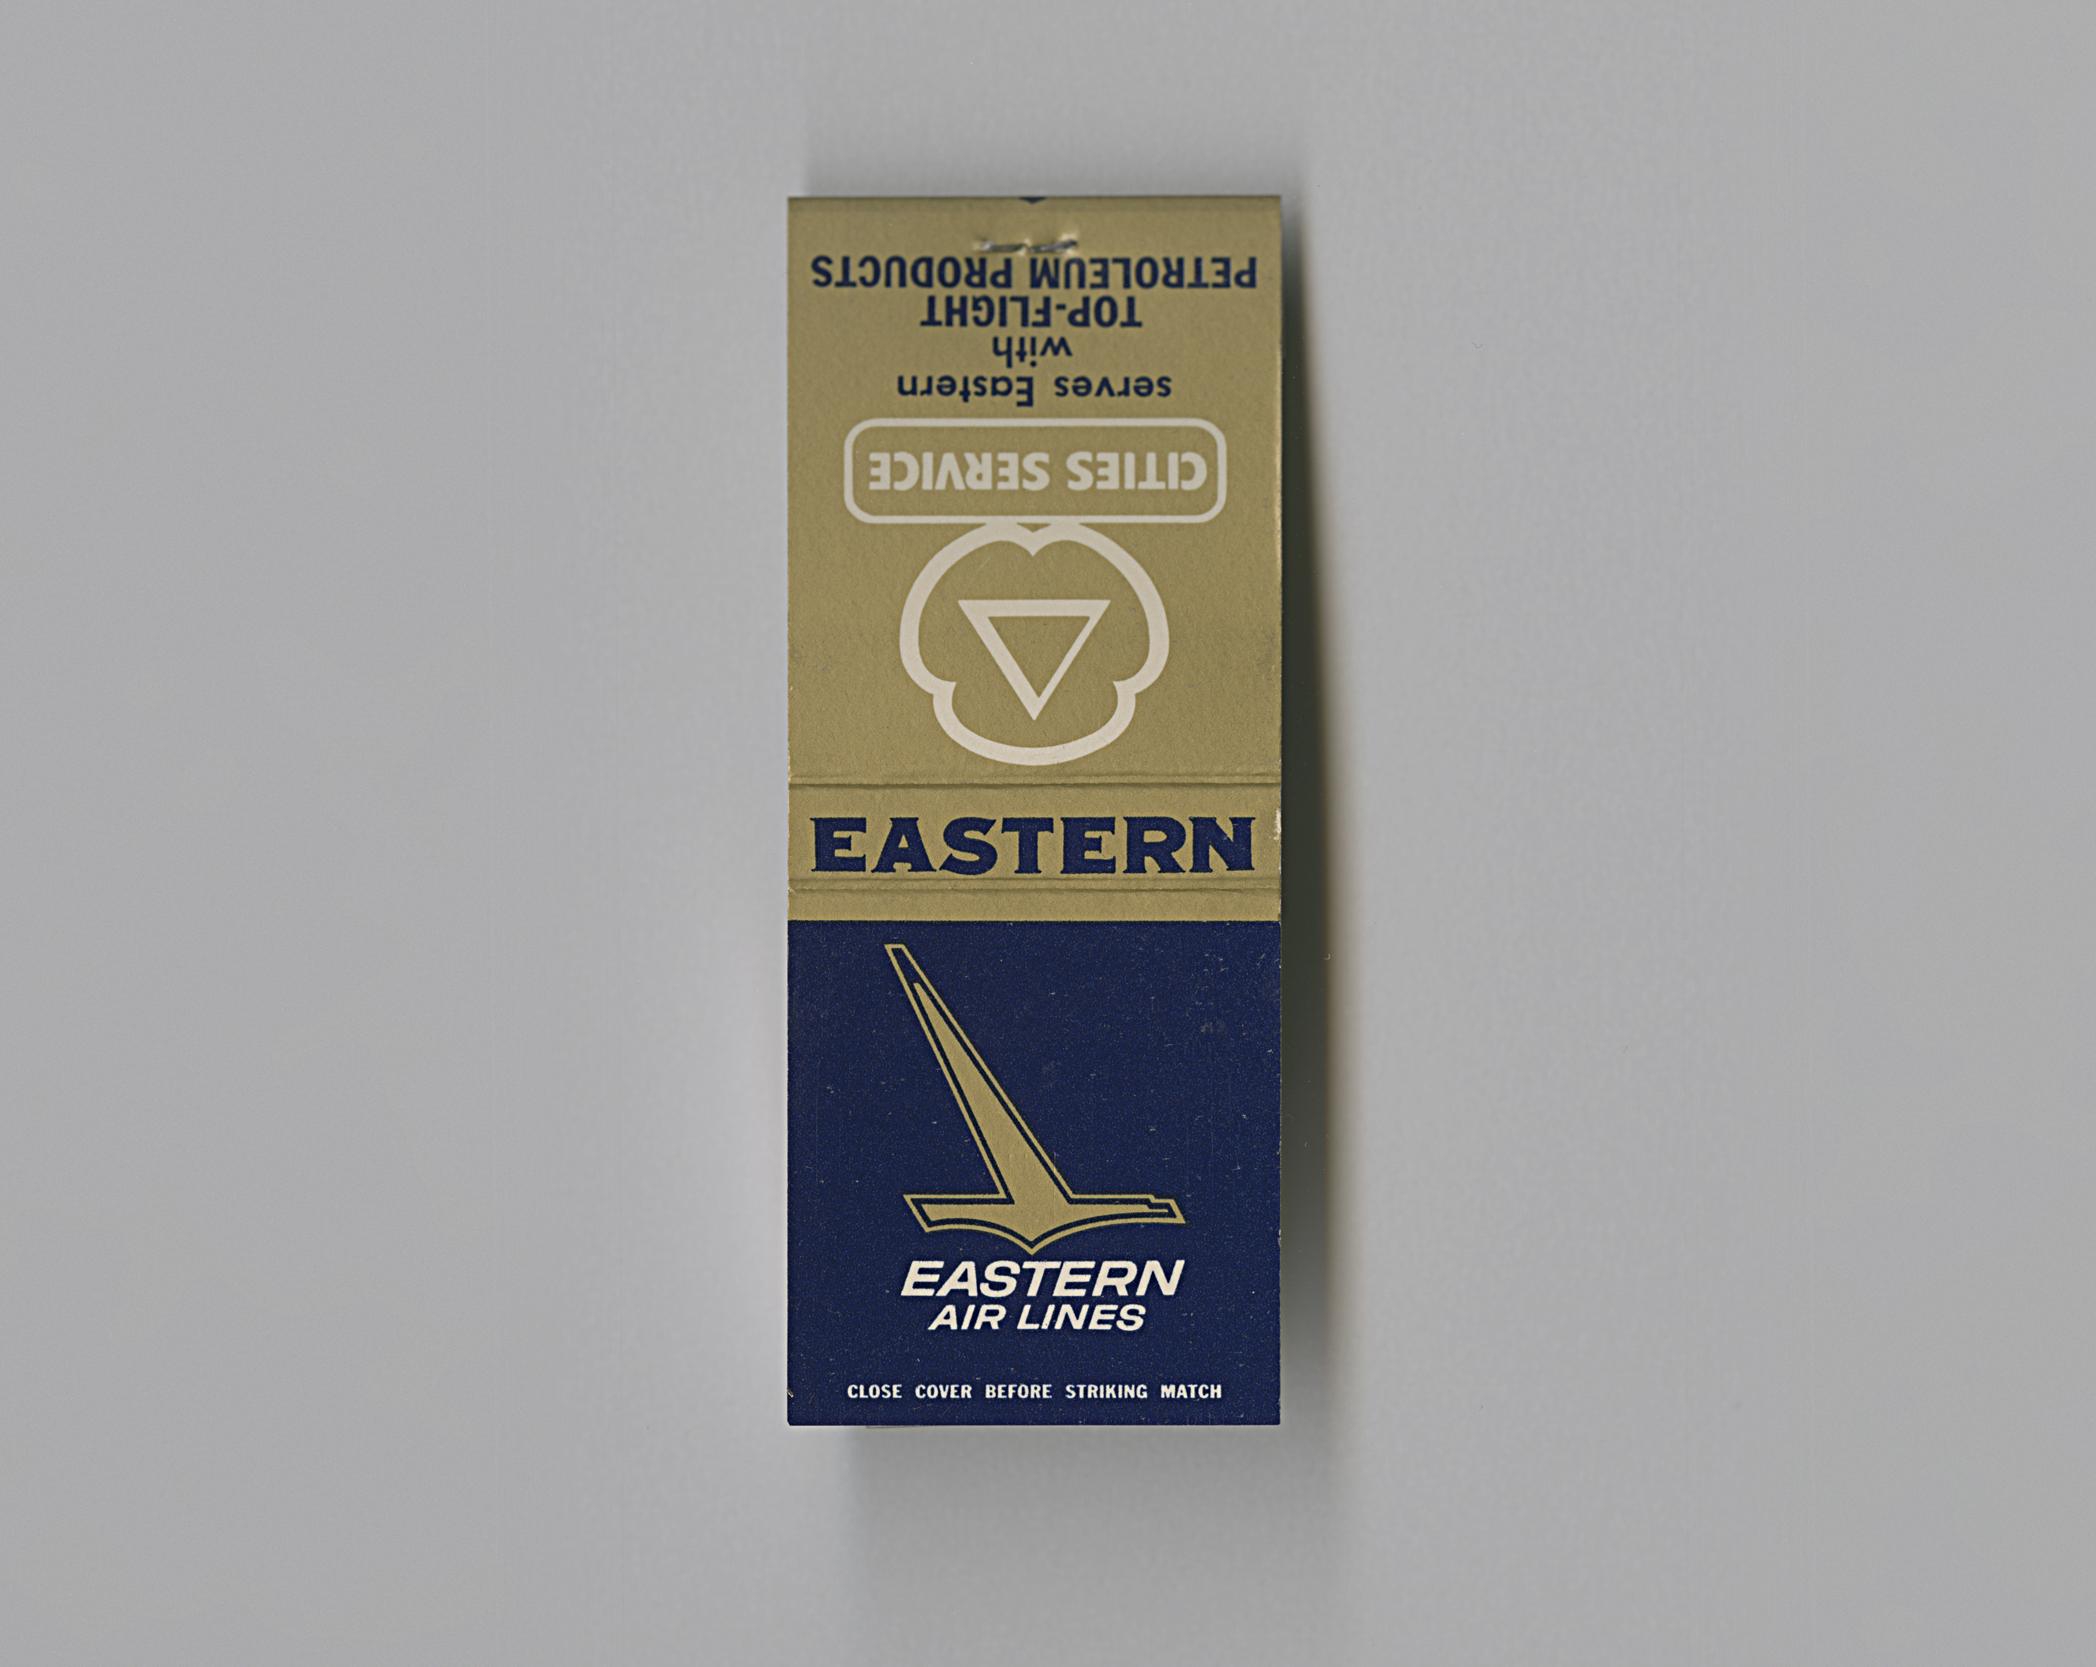 CITIES SERVICE
serves Eastern
with
TOP-FLIGHT
PETROLEUM PRODUCTS
EASTERN
EASTERN
AIR LINES
CLOSE COVER BEFORE STRIKING MATCH